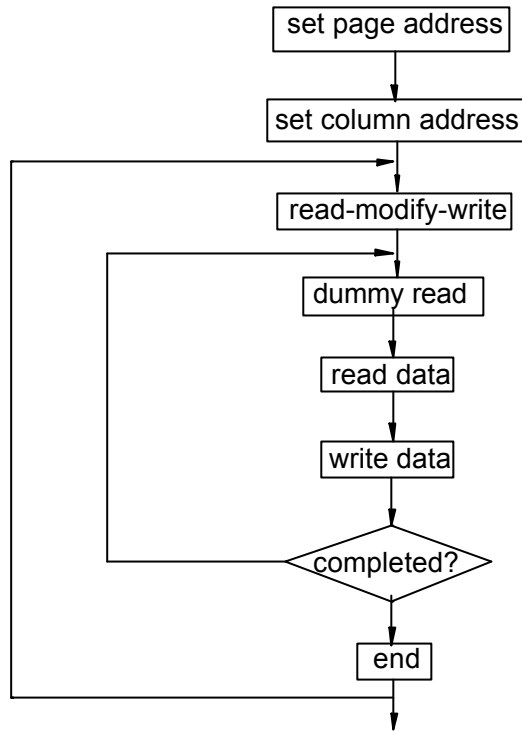 set page address
set column address
read-modify-write
dummy read
read data
write data
completed?
end